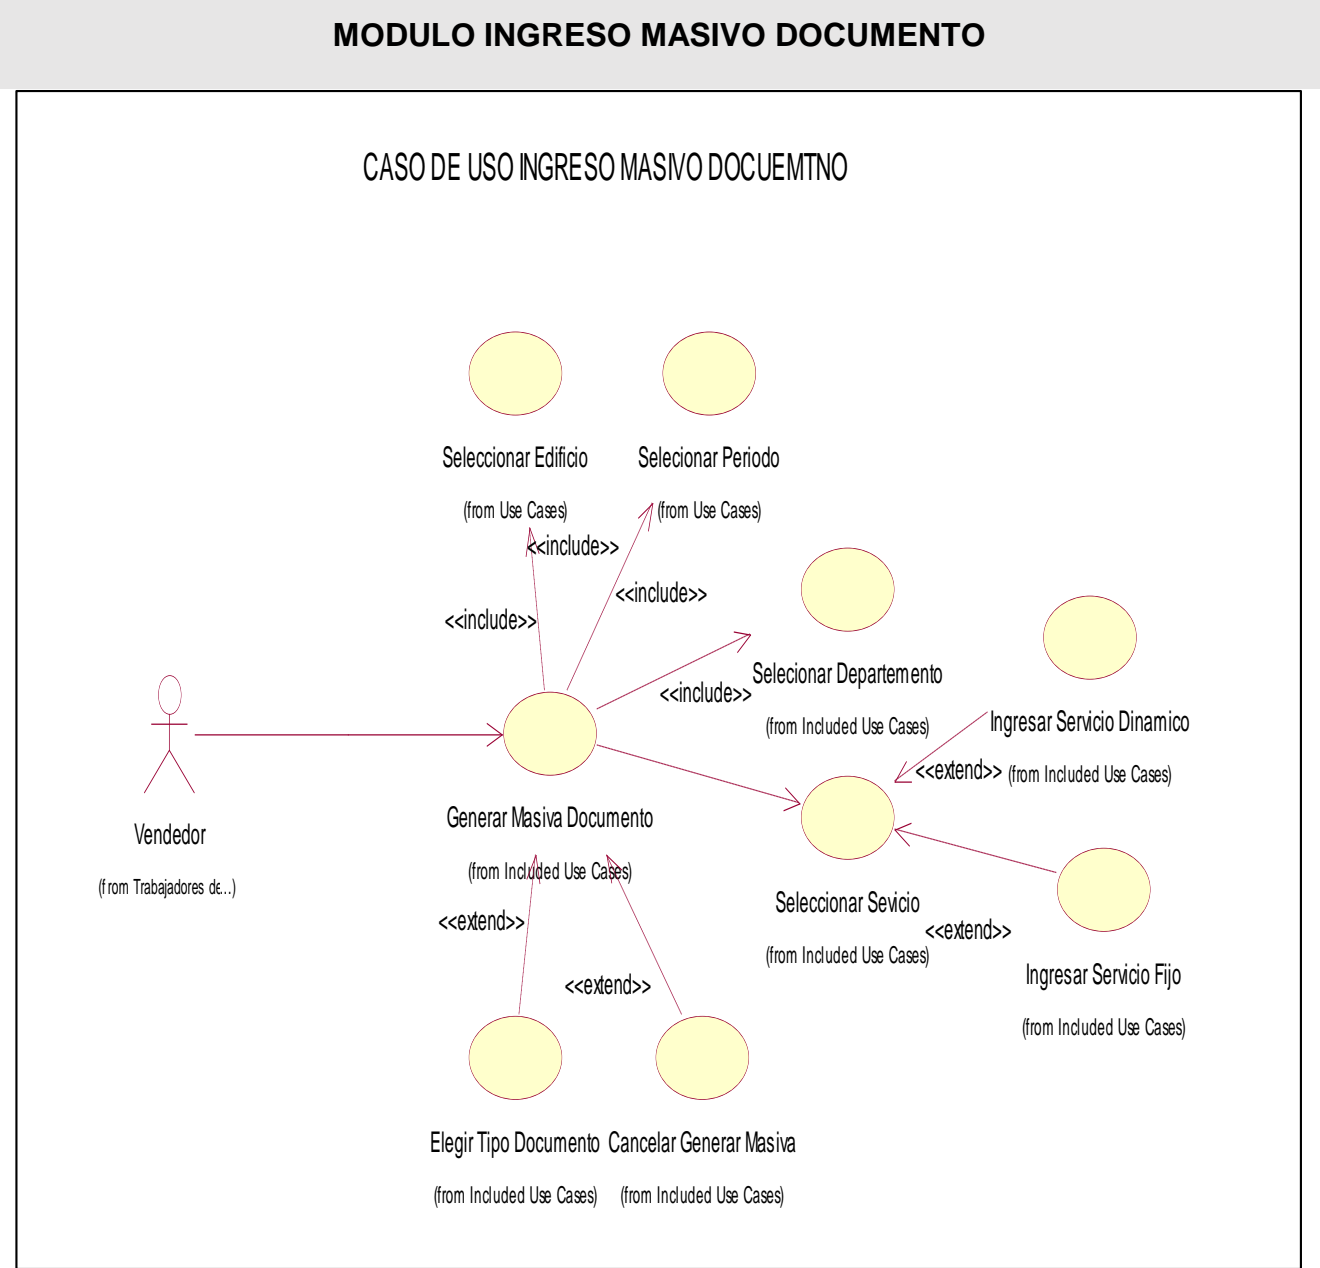 MODULO INGRESO MASIVO DOCUMENTO
CASO DE USO INGRESO MASIVO DOCUEMTNO
Seleccionar Edificio
Selecionar Periodo
(from Use Cases)
(from Use Cases)
<<include>>
<<include>>
<<include>>
Selecionar Departemento
<<include>>
(from Included Use Cases)
Ingresar Servicio Dinamico
<<extend>>
(from Included Use Cases)
Generar Masiva Documento
(from Included Use Cases)
Vendedor
(from Trabajadores de...)
Seleccionar Sevicio
(from Included Use Cases)
<<extend>>
<<extend>>
Ingresar Servicio Fijo
(from Included Use Cases)
<<extend>>
Elegir Tipo Documento
Cancelar Generar Masiva
(from Included Use Cases)
(from Included Use Cases)